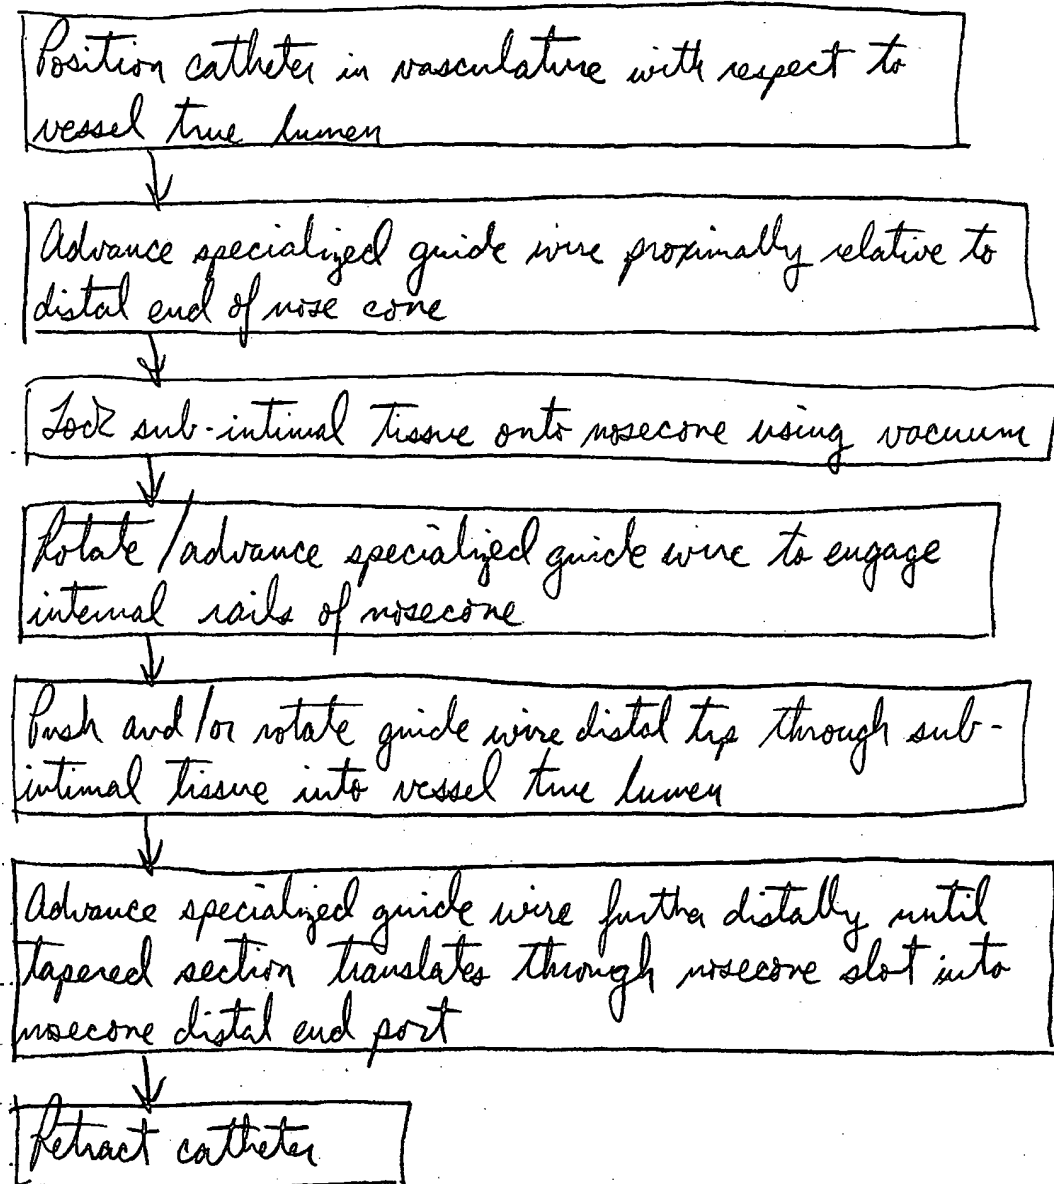 Position catheter in vasculature with respect to
vessel true lumen
Advance specialized guide wire proximally relative to
distal end of nose cone
Lock sub-intimal tissue onto nosecone using vacuum
Rotate/advance specialized guide wire to engage
internal rails of nosecone
Push and/or rotate guide wire distal tip through sub-
intimal tissue into vessel true lumen
Advance specialized guide wire further distally until
tapered section translates through nosecone slot into
nosecone distal end port
Retract catheter